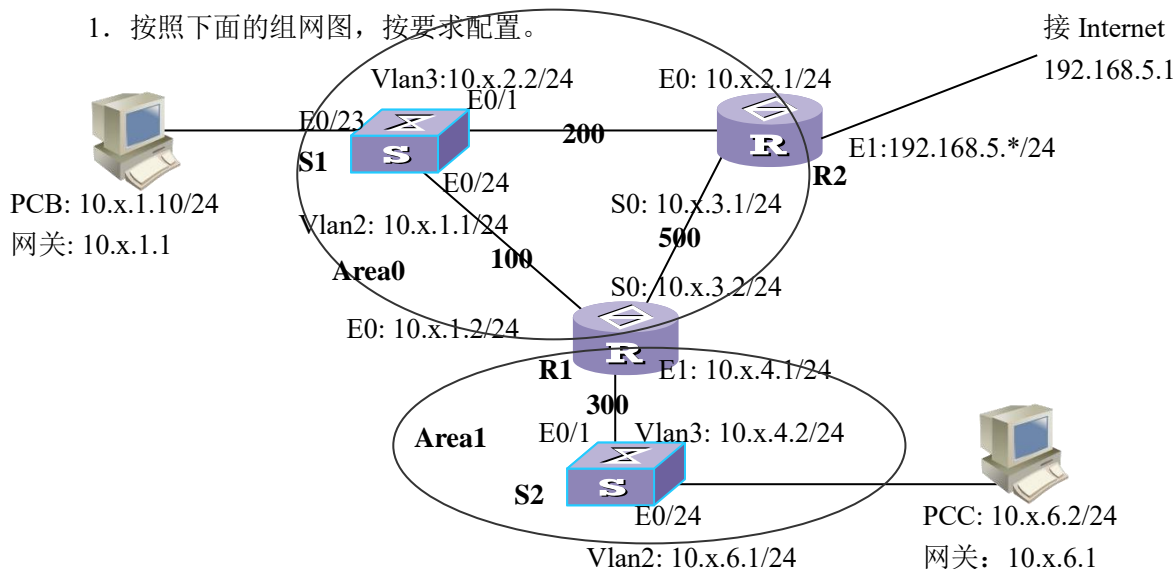 1．按照下面的组网图，按要求配置。
接 Internet
192.168.5.1
Vlan3:10.x.2.2/24
E0: 10.x.2.1/24
E0/1
E0/23
200
E1:192.168.5.*/24
S
R
S1
R2
E0/24
PCB: 10.x.1.10/24
网关: 10.x.1.1
S0: 10.x.3.1/24
Vlan2: 10.x.1.1/24
500
100
Area0
S0: 10.x.3.2/24
E0: 10.x.1.2/24
R
R1
E1: 10.x.4.1/24
300
Area1
E0/1
Vlan3: 10.x.4.2/24
S
S2
E0/24
PCC: 10.x.6.2/24
Vlan2: 10.x.6.1/24
网关：10.x.6.1